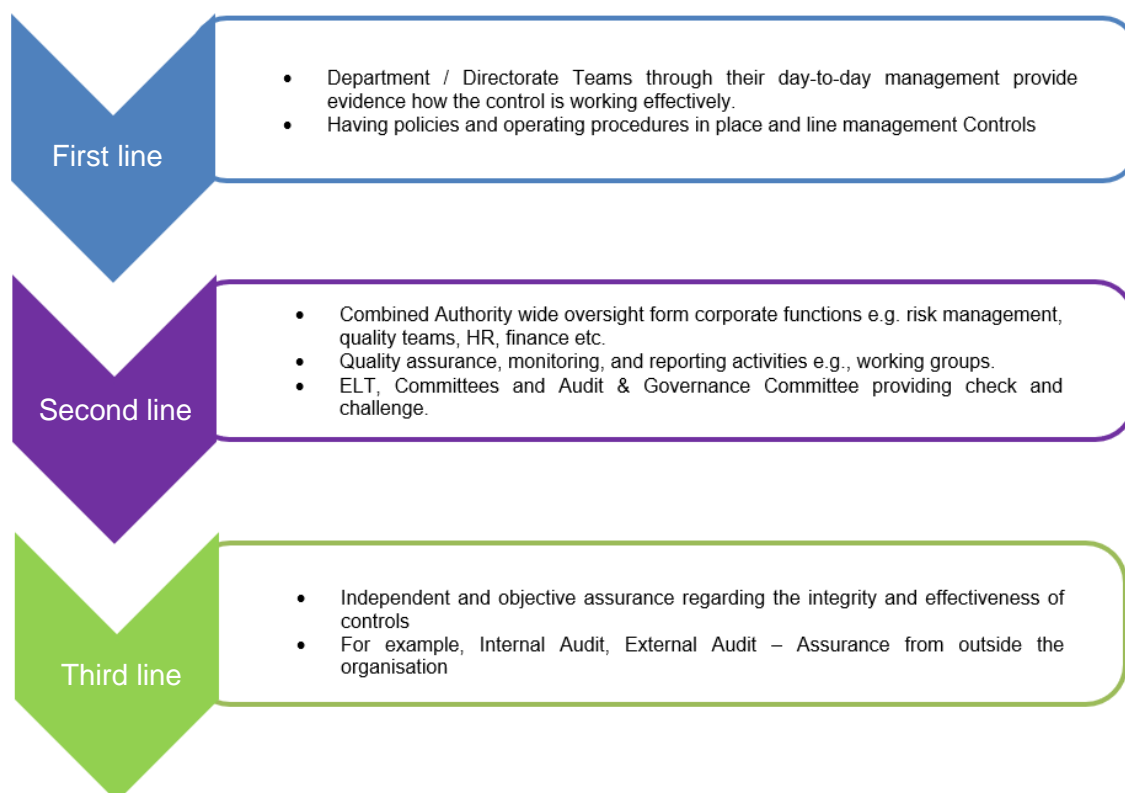 First line
• Department / Directorate Teams through their day-to-day management provide
evidence how the control is working effectively.
• Having policies and operating procedures in place and line management Controls
Second line
• Combined Authority wide oversight form corporate functions e.g. risk management,
quality teams, HR, finance etc.
• Quality assurance, monitoring, and reporting activities e.g., working groups.
• ELT, Committees and Audit & Governance Committee providing check and
challenge.
Third line
• Independent and objective assurance regarding the integrity and effectiveness of
controls
• For example, Internal Audit, External Audit – Assurance from outside the
organisation